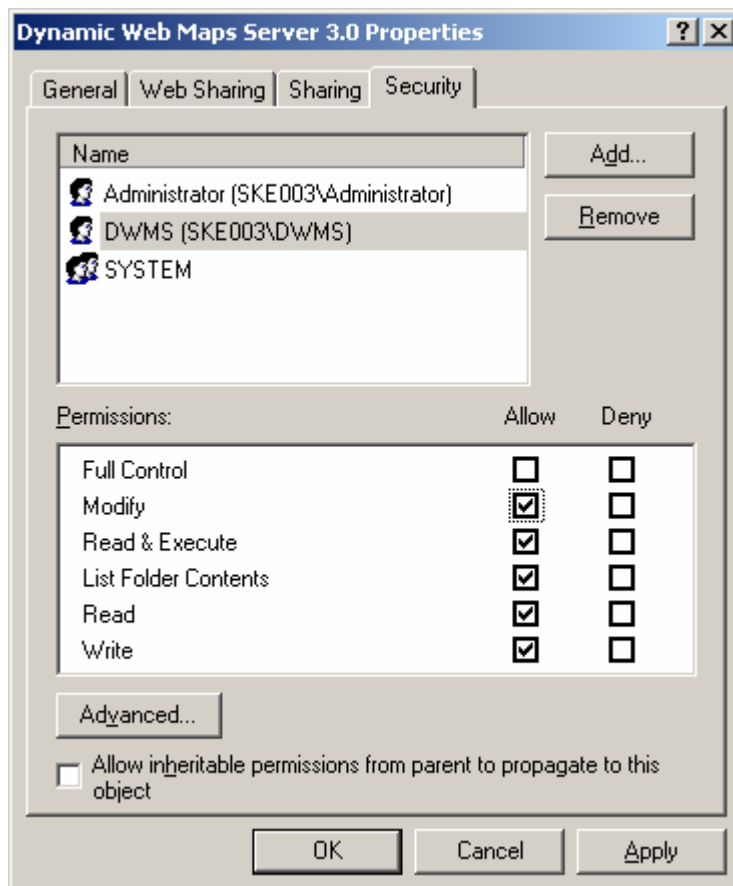 Dynamic Web Maps Server 3.0 Properties ? X
General Web Sharing Sharing Security
Name
Add...
Administrator (SKE003\Administrator)
Remove
DWMS (SKE003\DWMS)
SYSTEM
Permissions: Allow Deny
Full Control
Modify
Read & Execute
List Folder Contents
Read
Write
Advanced...
Allow inheritable permissions from parent to propagate to this
object
OK Cancel Apply